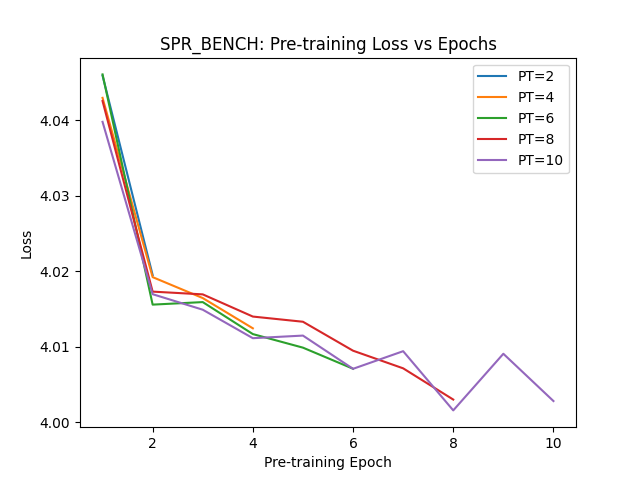 SPR_BENCH: Pre-training Loss vs Epochs
PT=2
PT=4
PT=6
PT=8
PT=10
Loss
4.04
4.03
4.02
4.01
4.00
2 4 6 8 10
Pre-training Epoch